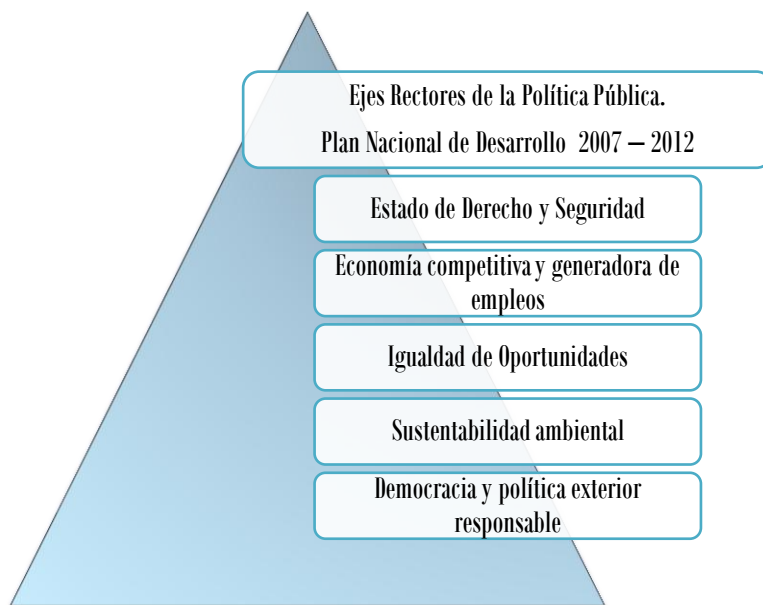 Ejes Rectores de la Política Pública.
Plan Nacional de Desarrollo 2007 – 2012
Estado de Derecho y Seguridad
Economía competitiva y generadora de
empleos
Igualdad de Oportunidades
Sustentabilidad ambiental
Democracia y política exterior
responsable